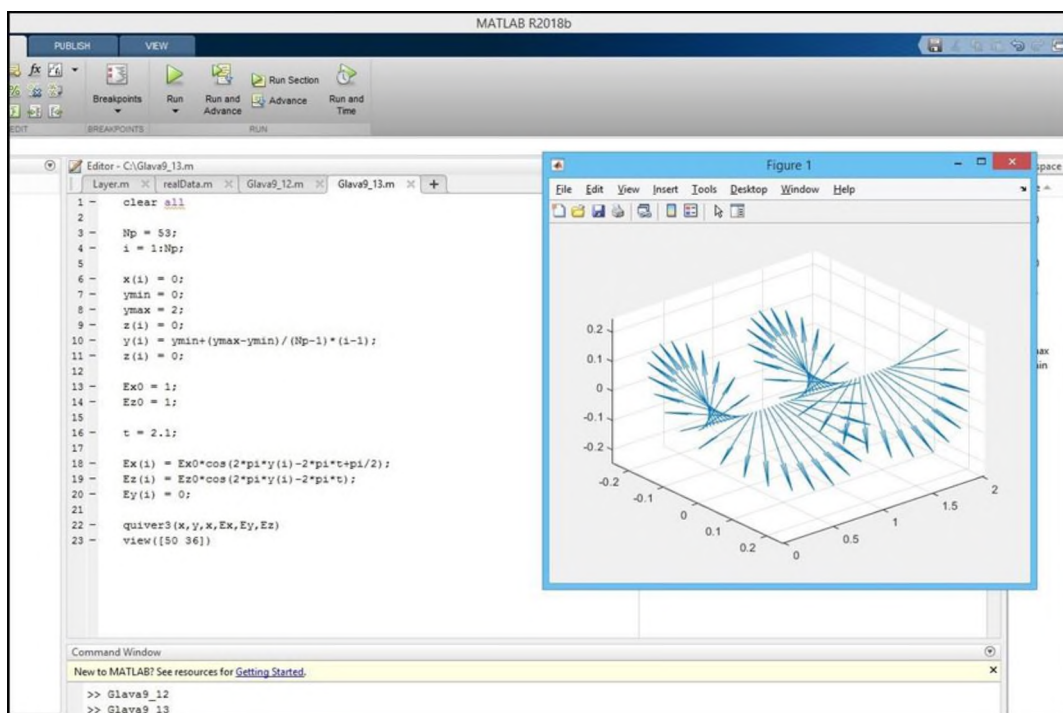 MATLAB R2018b
PUBLISH
VIEW
fx
Breakpoints
Run
Run and
Advance
Run Section
Advance
Run and
Time
EDIT
BREAKPOINTS
RUN
Editor - C:\Glava9_13.m
Layer.m
realData.m
Glava9_12.m
Glava9_13.m
1 - clear all
2
3 - Np = 53;
4 - i = 1:Np;
5
6 - x(i) = 0;
7 - ymin = 0;
8 - ymax = 2;
9 - z(i) = 0;
10 - y(i) = ymin+(ymax-ymin)/(Np-1)*(i-1);
11 - z(i) = 0;
12
13 - Ex0 = 1;
14 - Ez0 = 1;
15
16 - t = 2.1;
17
18 - Ex(i) = Ex0*cos(2*pi*y(i)-2*pi*t+pi/2);
19 - Ez(i) = Ez0*cos(2*pi*y(i)-2*pi*t);
20 - Ey(i) = 0;
21
22 - quiver3(x,y,x,Ex,Ey,Ez)
23 - view([50 36])
Figure 1
File Edit View Insert Tools Desktop Window Help
0.2
0.1
0
-0.1
-0.2
-0.2
-0.1
0
0.1
0.2
0
0.5
1
1.5
2
space
ax
in
Command Window
New to MATLAB? See resources for Getting Started.
>> Glava9_12
>> Glava9_13